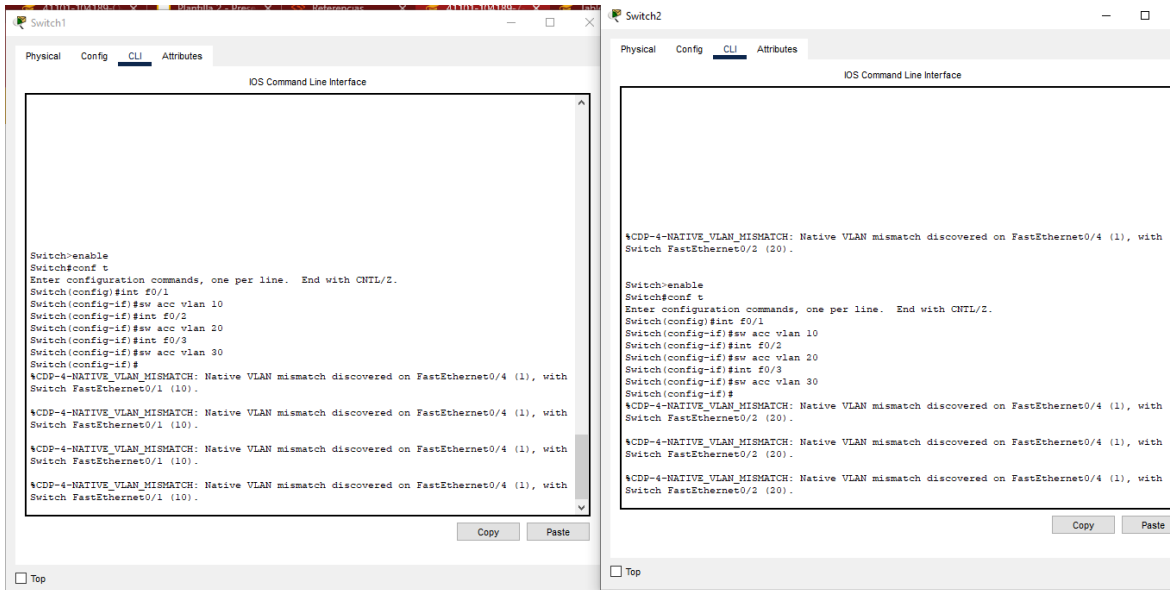 41101-104189-
Plantilla 2 - Pres
Referencias
41101-104189-
Switch1
Physical Config CLI Attributes
IOS Command Line Interface
Switch>enable
Switch#conf t
Enter configuration commands, one per line. End with CNTL/Z.
Switch(config)#int f0/1
Switch(config-if)#sw acc vlan 10
Switch(config-if)#int f0/2
Switch(config-if)#sw acc vlan 20
Switch(config-if)#int f0/3
Switch(config-if)#sw acc vlan 30
Switch(config-if)#
%CDP-4-NATIVE_VLAN_MISMATCH: Native VLAN mismatch discovered on FastEthernet0/4 (1), with
Switch FastEthernet0/1 (10).
%CDP-4-NATIVE_VLAN_MISMATCH: Native VLAN mismatch discovered on FastEthernet0/4 (1), with
Switch FastEthernet0/1 (10).
%CDP-4-NATIVE_VLAN_MISMATCH: Native VLAN mismatch discovered on FastEthernet0/4 (1), with
Switch FastEthernet0/1 (10).
%CDP-4-NATIVE_VLAN_MISMATCH: Native VLAN mismatch discovered on FastEthernet0/4 (1), with
Switch FastEthernet0/1 (10).
Copy Paste
Top
Switch2
Physical Config CLI Attributes
IOS Command Line Interface
%CDP-4-NATIVE_VLAN_MISMATCH: Native VLAN mismatch discovered on FastEthernet0/4 (1), with
Switch FastEthernet0/2 (20).
Switch>enable
Switch#conf t
Enter configuration commands, one per line. End with CNTL/Z.
Switch(config)#int f0/1
Switch(config-if)#sw acc vlan 10
Switch(config-if)#int f0/2
Switch(config-if)#sw acc vlan 20
Switch(config-if)#int f0/3
Switch(config-if)#sw acc vlan 30
Switch(config-if)#
%CDP-4-NATIVE_VLAN_MISMATCH: Native VLAN mismatch discovered on FastEthernet0/4 (1), with
Switch FastEthernet0/2 (20).
%CDP-4-NATIVE_VLAN_MISMATCH: Native VLAN mismatch discovered on FastEthernet0/4 (1), with
Switch FastEthernet0/2 (20).
%CDP-4-NATIVE_VLAN_MISMATCH: Native VLAN mismatch discovered on FastEthernet0/4 (1), with
Switch FastEthernet0/2 (20).
Copy Paste
Top